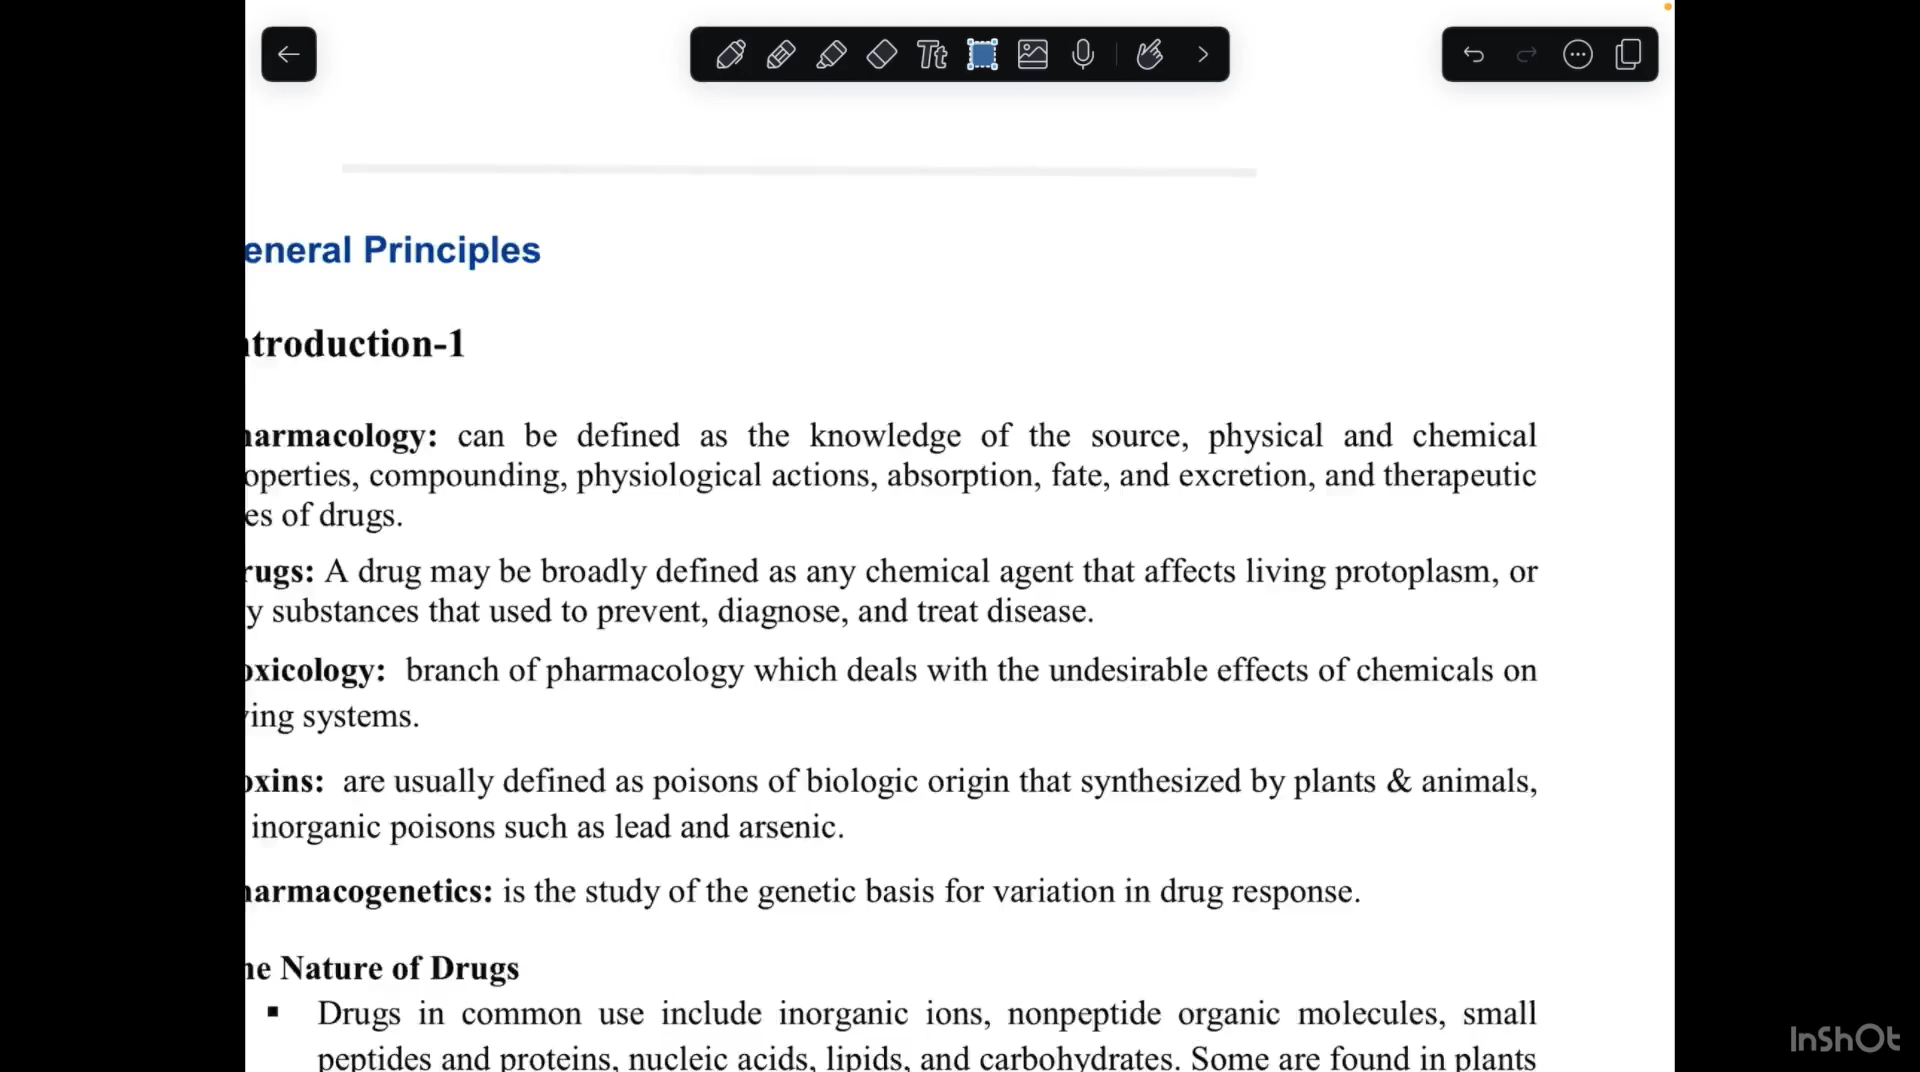 Tt
eneral Principles
troduction-1
harmacology: can be defined as the knowledge of the source, physical and chemical
operties, compounding, physiological actions, absorption, fate, and excretion, and therapeutic
es of drugs.
rugs: A drug may be broadly defined as any chemical agent that affects living protoplasm, or
y substances that used to prevent, diagnose, and treat disease.
oxicology: branch of pharmacology which deals with the undesirable effects of chemicals on
ving systems.
oxins: are usually defined as poisons of biologic origin that synthesized by plants & animals,
inorganic poisons such as lead and arsenic.
harmacogenetics: is the study of the genetic basis for variation in drug response.
he Nature of Drugs
▪ Drugs in common use include inorganic ions, nonpeptide organic molecules, small
peptides and proteins, nucleic acids, lipids, and carbohydrates. Some are found in plants
InShOt